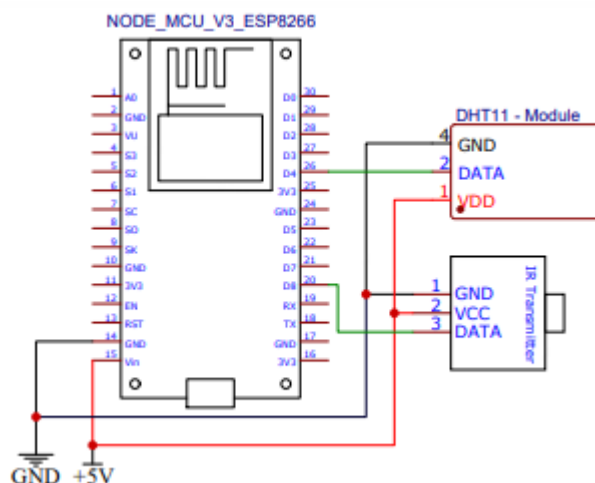 NODE_MCU_V3_ESP8266
1 A0 D0 30
2 GND D1 29
3 VU D2 28
4 S3 D3 27
5 S2 D4 26
6 S1 3V3 25
7 SC GND 24
8 SO D5 23
9 SK D6 22
10 GND D7 21
11 3V3 D8 20
12 EN RX 19
13 RST TX 18
14 GND GND 17
15 Vin 3V3 16
DHT11 - Module
4 GND
2 DATA
1 VDD
IR Transmitter
1 GND
2 VCC
3 DATA
GND +5V